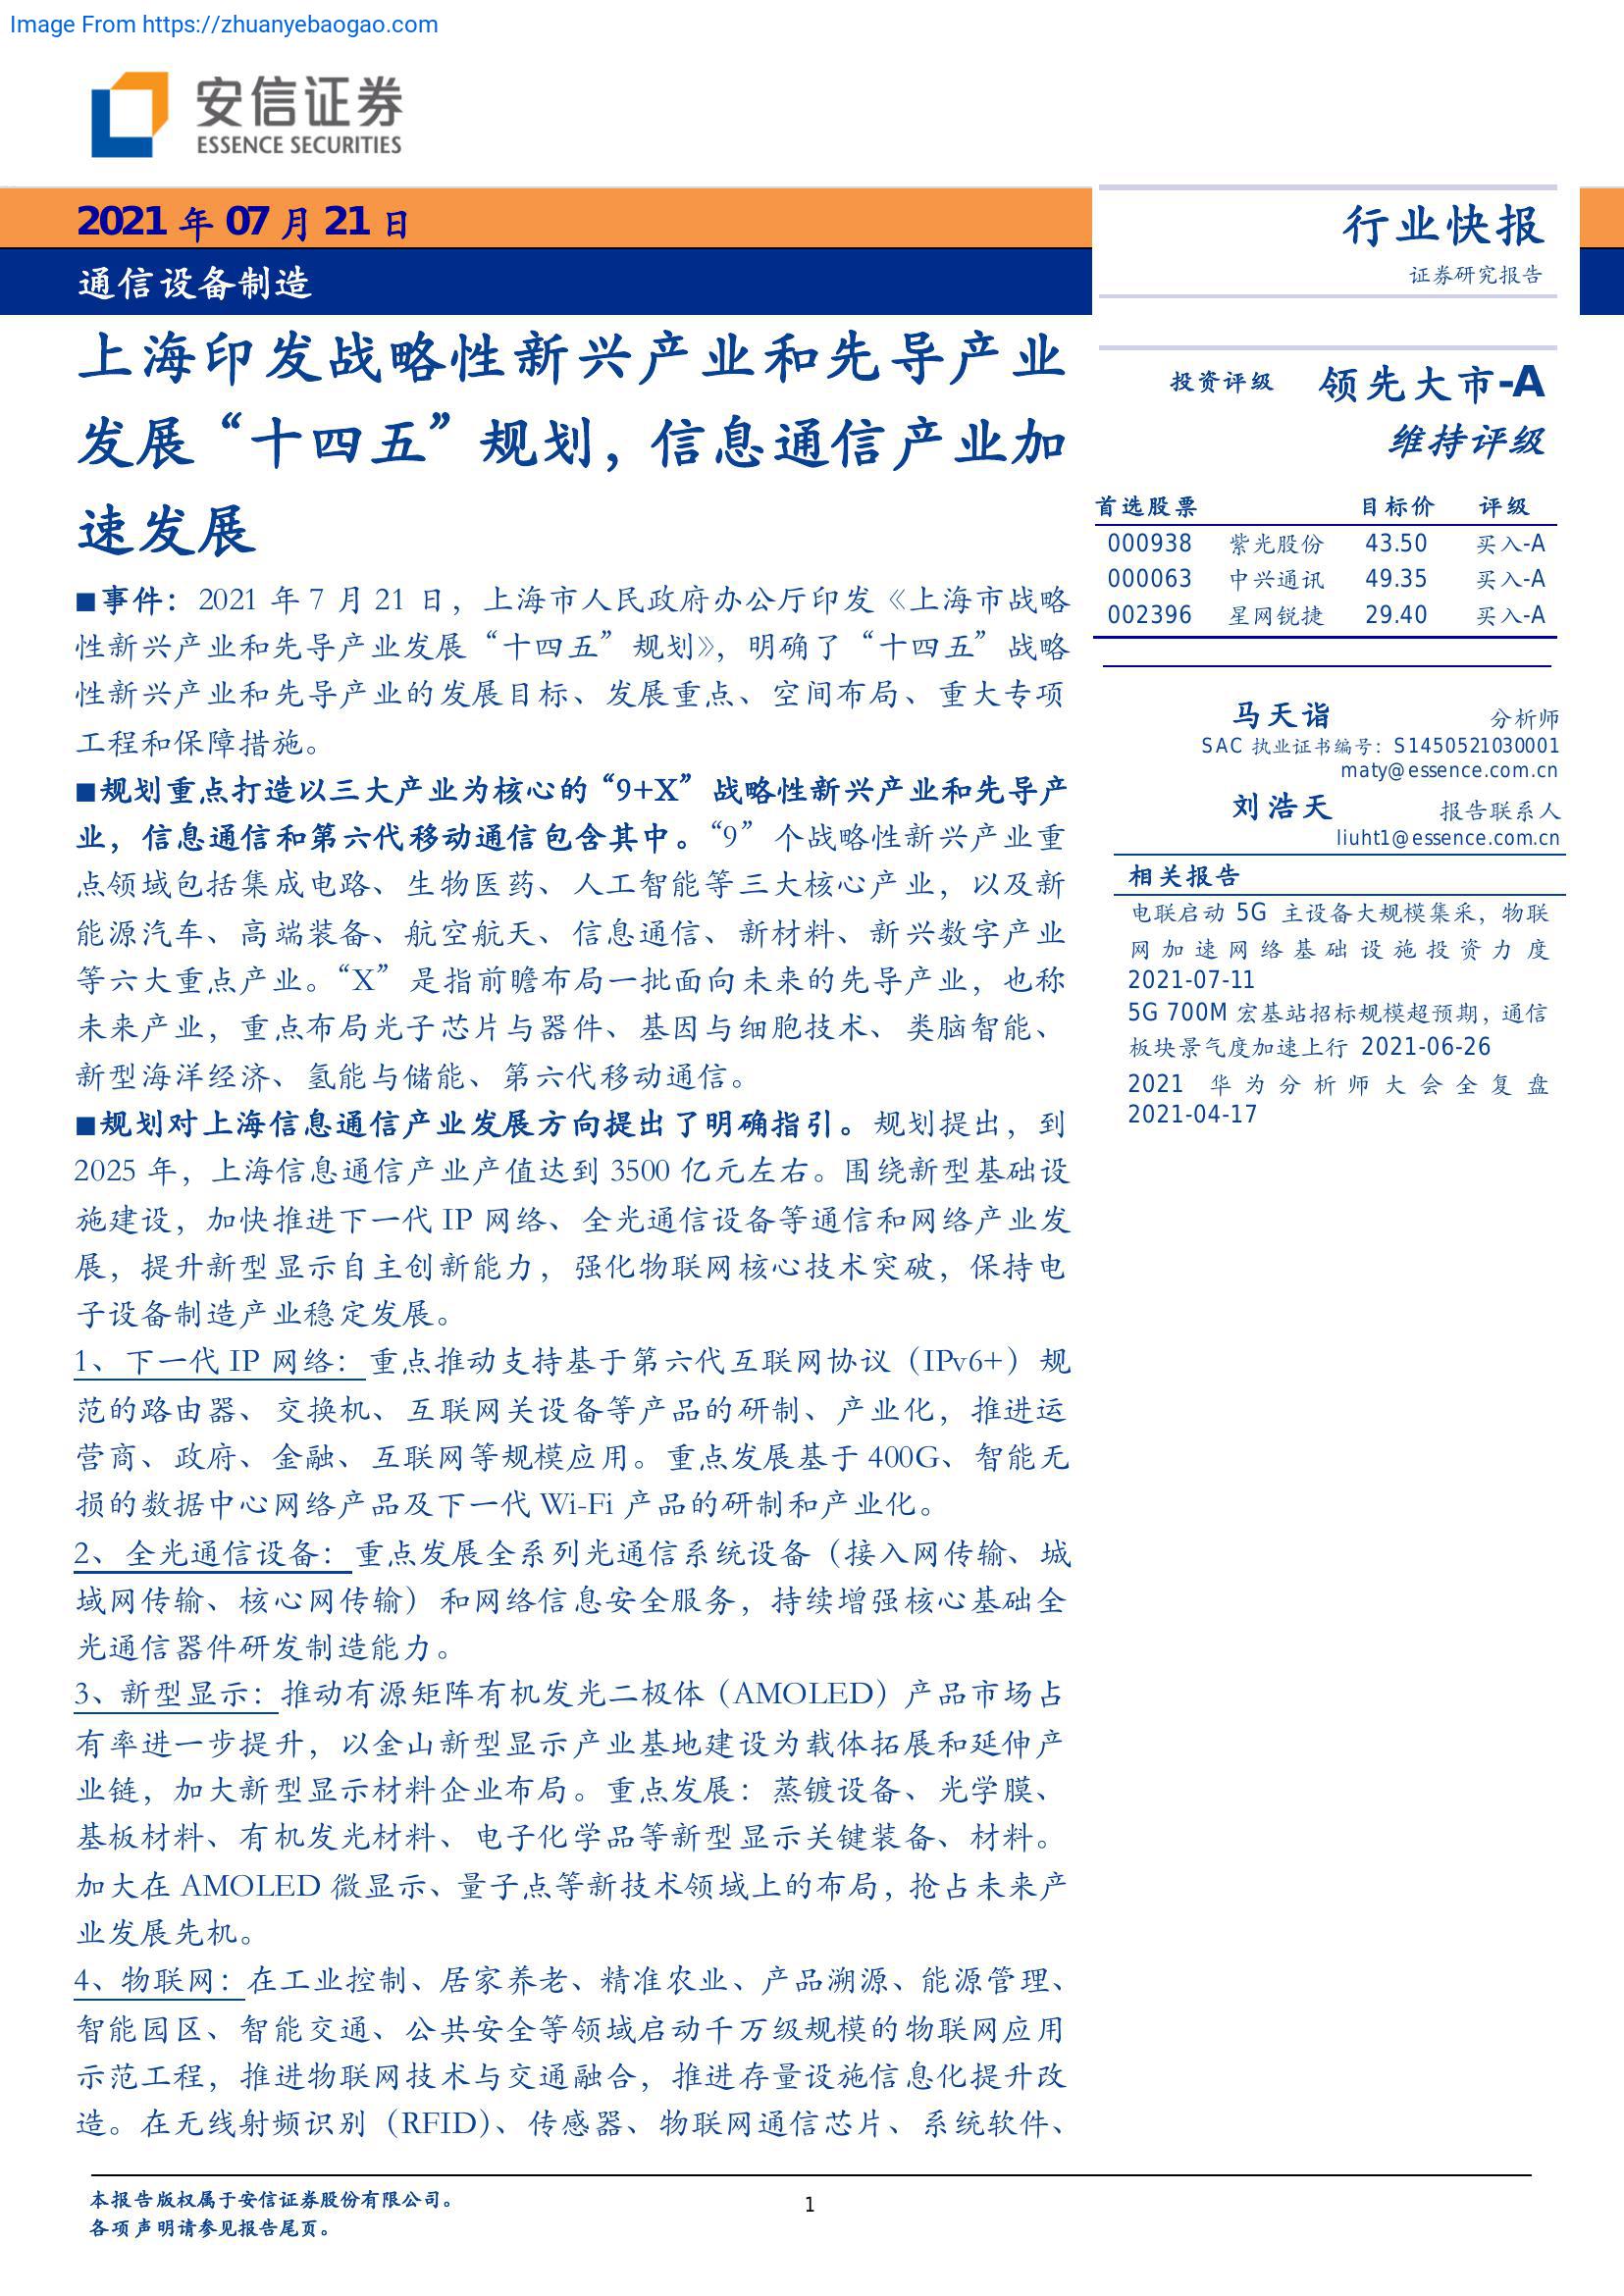 Image From https://zhuanyebaogao.com
安信证券
ESSENCE SECURITIES
2021 年 07 月 21 日
通信设备制造
行业快报
证券研究报告
上海印发战略性新兴产业和先导产业
发展“十四五”规划，信息通信产业加
速发展
■事件：2021 年 7 月 21 日，上海市人民政府办公厅印发《上海市战略
性新兴产业和先导产业发展“十四五”规划》，明确了“十四五”战略
性新兴产业和先导产业的发展目标、发展重点、空间布局、重大专项
工程和保障措施。
■规划重点打造以三大产业为核心的“9+X”战略性新兴产业和先导产
业，信息通信和第六代移动通信包含其中。“9”个战略性新兴产业重
点领域包括集成电路、生物医药、人工智能等三大核心产业，以及新
能源汽车、高端装备、航空航天、信息通信、新材料、新兴数字产业
等六大重点产业。“X”是指前瞻布局一批面向未来的先导产业，也称
未来产业，重点布局光子芯片与器件、基因与细胞技术、类脑智能、
新型海洋经济、氢能与储能、第六代移动通信。
■规划对上海信息通信产业发展方向提出了明确指引。规划提出，到
2025 年，上海信息通信产业产值达到 3500 亿元左右。围绕新型基础设
施建设，加快推进下一代 IP 网络、全光通信设备等通信和网络产业发
展，提升新型显示自主创新能力，强化物联网核心技术突破，保持电
子设备制造产业稳定发展。
1、下一代 IP 网络：重点推动支持基于第六代互联网协议（IPv6+）规
范的路由器、交换机、互联网关设备等产品的研制、产业化，推进运
营商、政府、金融、互联网等规模应用。重点发展基于 400G、智能无
损的数据中心网络产品及下一代 Wi-Fi 产品的研制和产业化。
2、全光通信设备：重点发展全系列光通信系统设备（接入网传输、城
域网传输、核心网传输）和网络信息安全服务，持续增强核心基础全
光通信器件研发制造能力。
3、新型显示：推动有源矩阵有机发光二极体（AMOLED）产品市场占
有率进一步提升，以金山新型显示产业基地建设为载体拓展和延伸产
业链，加大新型显示材料企业布局。重点发展：蒸镀设备、光学膜、
基板材料、有机发光材料、电子化学品等新型显示关键装备、材料。
加大在 AMOLED 微显示、量子点等新技术领域上的布局，抢占未来产
业发展先机。
4、物联网：在工业控制、居家养老、精准农业、产品溯源、能源管理、
智能园区、智能交通、公共安全等领域启动千万级规模的物联网应用
示范工程，推进物联网技术与交通融合，推进存量设施信息化提升改
造。在无线射频识别（RFID）、传感器、物联网通信芯片、系统软件、
投资评级 领先大市-A
维持评级
首选股票 目标价 评级
000938 紫光股份 43.50 买入-A
000063 中兴通讯 49.35 买入-A
002396 星网锐捷 29.40 买入-A
马天诣 分析师
SAC 执业证书编号：S1450521030001
maty@essence.com.cn
刘浩天 报告联系人
liuht1@essence.com.cn
相关报告
电联启动 5G 主设备大规模集采，物联
网加速网络基础设施投资力度
2021-07-11
5G 700M 宏基站招标规模超预期，通信
板块景气度加速上行 2021-06-26
2021 华为分析师大会全复盘
2021-04-17
本报告版权属于安信证券股份有限公司。
各项声明请参见报告尾页。
1